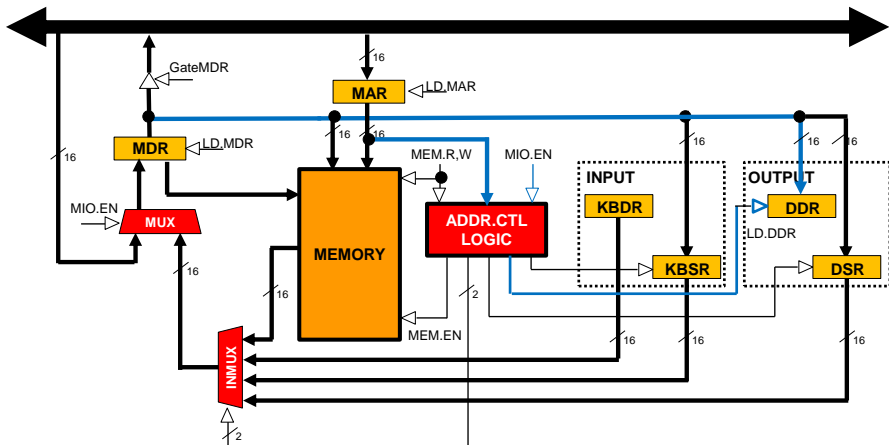 GateMDR
16
MAR
LD.MAR
16
LD.MDR
MDR
16
16
16
16
16
MEM.R,W
MIO.EN
INPUT
OUTPUT
MIO.EN
MUX
KBDR
DDR
ADDR.CTL
LOGIC
LD.DDR
MEMORY
KBSR
DSR
16
16
2
MEM.EN
16
16
16
INMUX
2